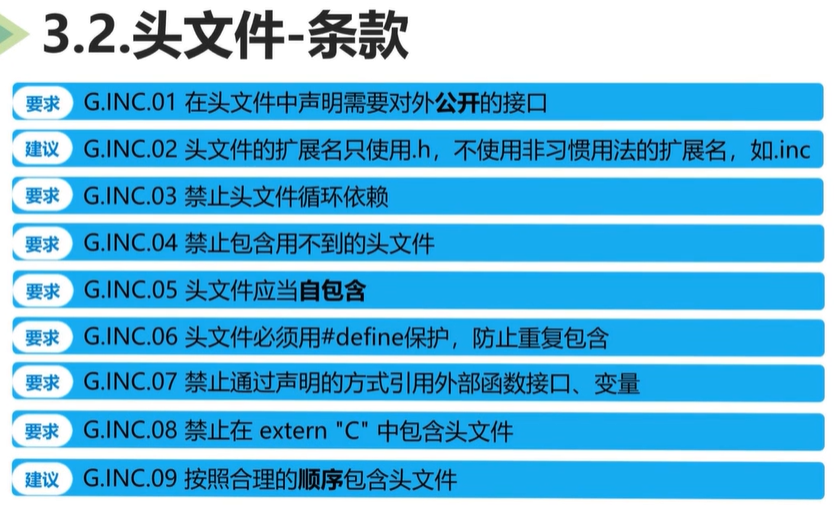 3.2.头文件-条款
要求 G.INC.01 在头文件中声明需要对外公开的接口
建议 G.INC.02 头文件的扩展名只使用.h，不使用非习惯用法的扩展名，如.inc
要求 G.INC.03 禁止头文件循环依赖
要求 G.INC.04 禁止包含用不到的头文件
要求 G.INC.05 头文件应当自包含
要求 G.INC.06 头文件必须用#define保护，防止重复包含
要求 G.INC.07 禁止通过声明的方式引用外部函数接口、变量
要求 G.INC.08 禁止在 extern "C" 中包含头文件
建议 G.INC.09 按照合理的顺序包含头文件